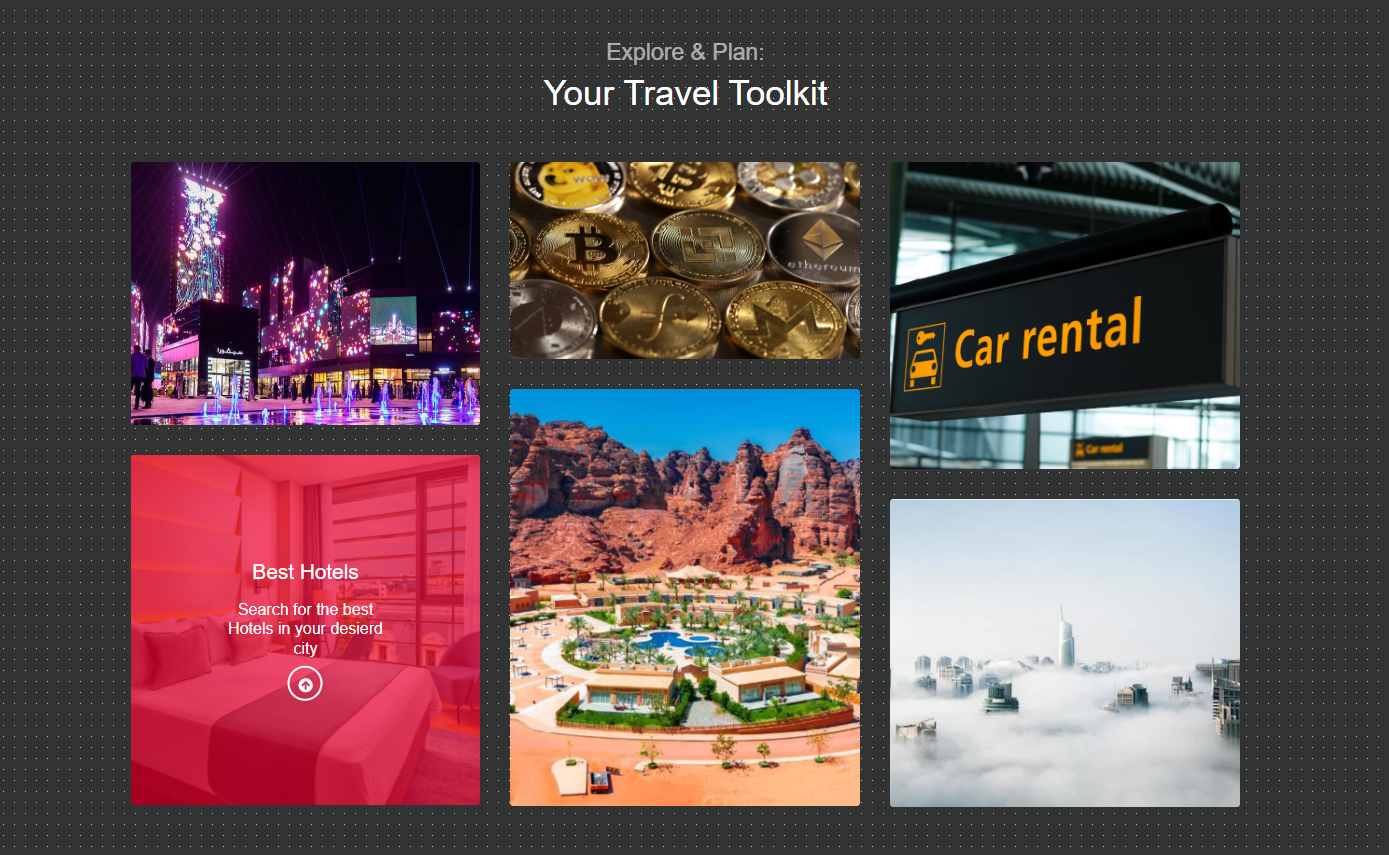 Explore & Plan:
Your Travel Toolkit
WOW
ethereum
Car rental
Car rental
Best Hotels
Search for the best
Hotels in your desierd
city